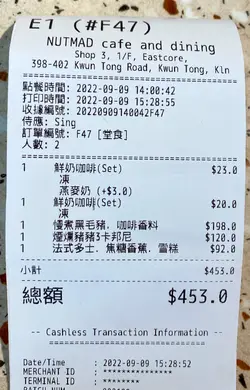 E1 (#F47)
NUTMAD cafe and dining
Shop 3, 1/F, Eastcore,
398-402 Kwun Tong Road, Kwun Tong, Kln
點餐時間: 2022-09-09 14:00:42
打印時間: 2022-09-09 15:28:55
收據編號: 20220909140042F47
侍應: Sing
訂單編號: F47 [堂食]
人數: 2
1 鮮奶咖啡(Set) $23.0
凍
燕麥奶 (+$3.0)
1 鮮奶咖啡(Set) $20.0
凍
1 慢煮黑毛豬, 咖啡香料 $198.0
1 煙燻豬豬3卡邦尼 $120.0
1 法式多士, 焦糖香蕉, 雪糕 $92.0
小計 $453.0
總額 $453.0
-- Cashless Transaction Information --
Date/Time : 2022-09-09 15:28:52
MERCHANT ID : ***************
TERMINAL ID : ********